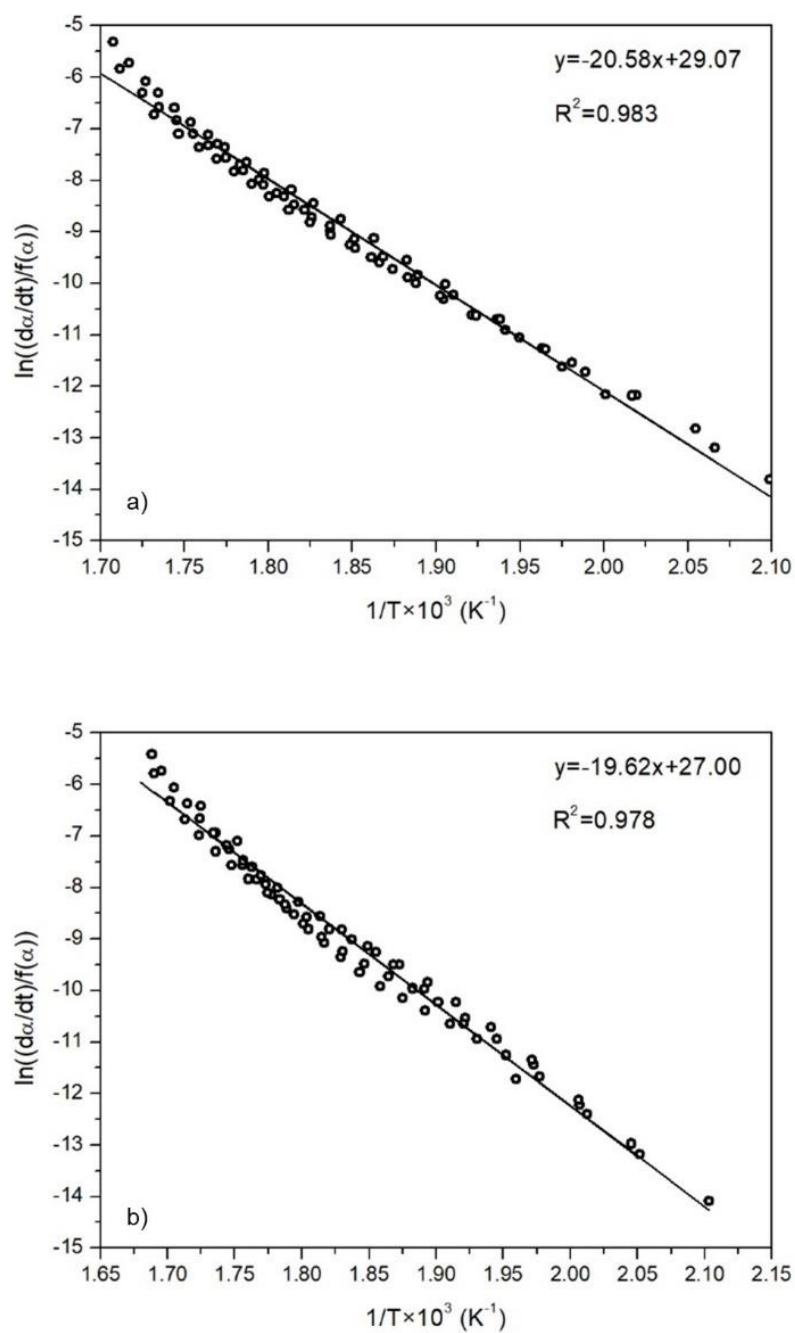 -5
-6
-7
-8
-9
-10
-11
-12
-13
-14
-15
ln((dα/dt)/f(α))
y=-20.58x+29.07
R²=0.983
a)
1.70 1.75 1.80 1.85 1.90 1.95 2.00 2.05 2.10
1/T×10³ (K⁻¹)
-5
-6
-7
-8
-9
-10
-11
-12
-13
-14
-15
ln((dα/dt)/f(α))
y=-19.62x+27.00
R²=0.978
b)
1.65 1.70 1.75 1.80 1.85 1.90 1.95 2.00 2.05 2.10 2.15
1/T×10³ (K⁻¹)